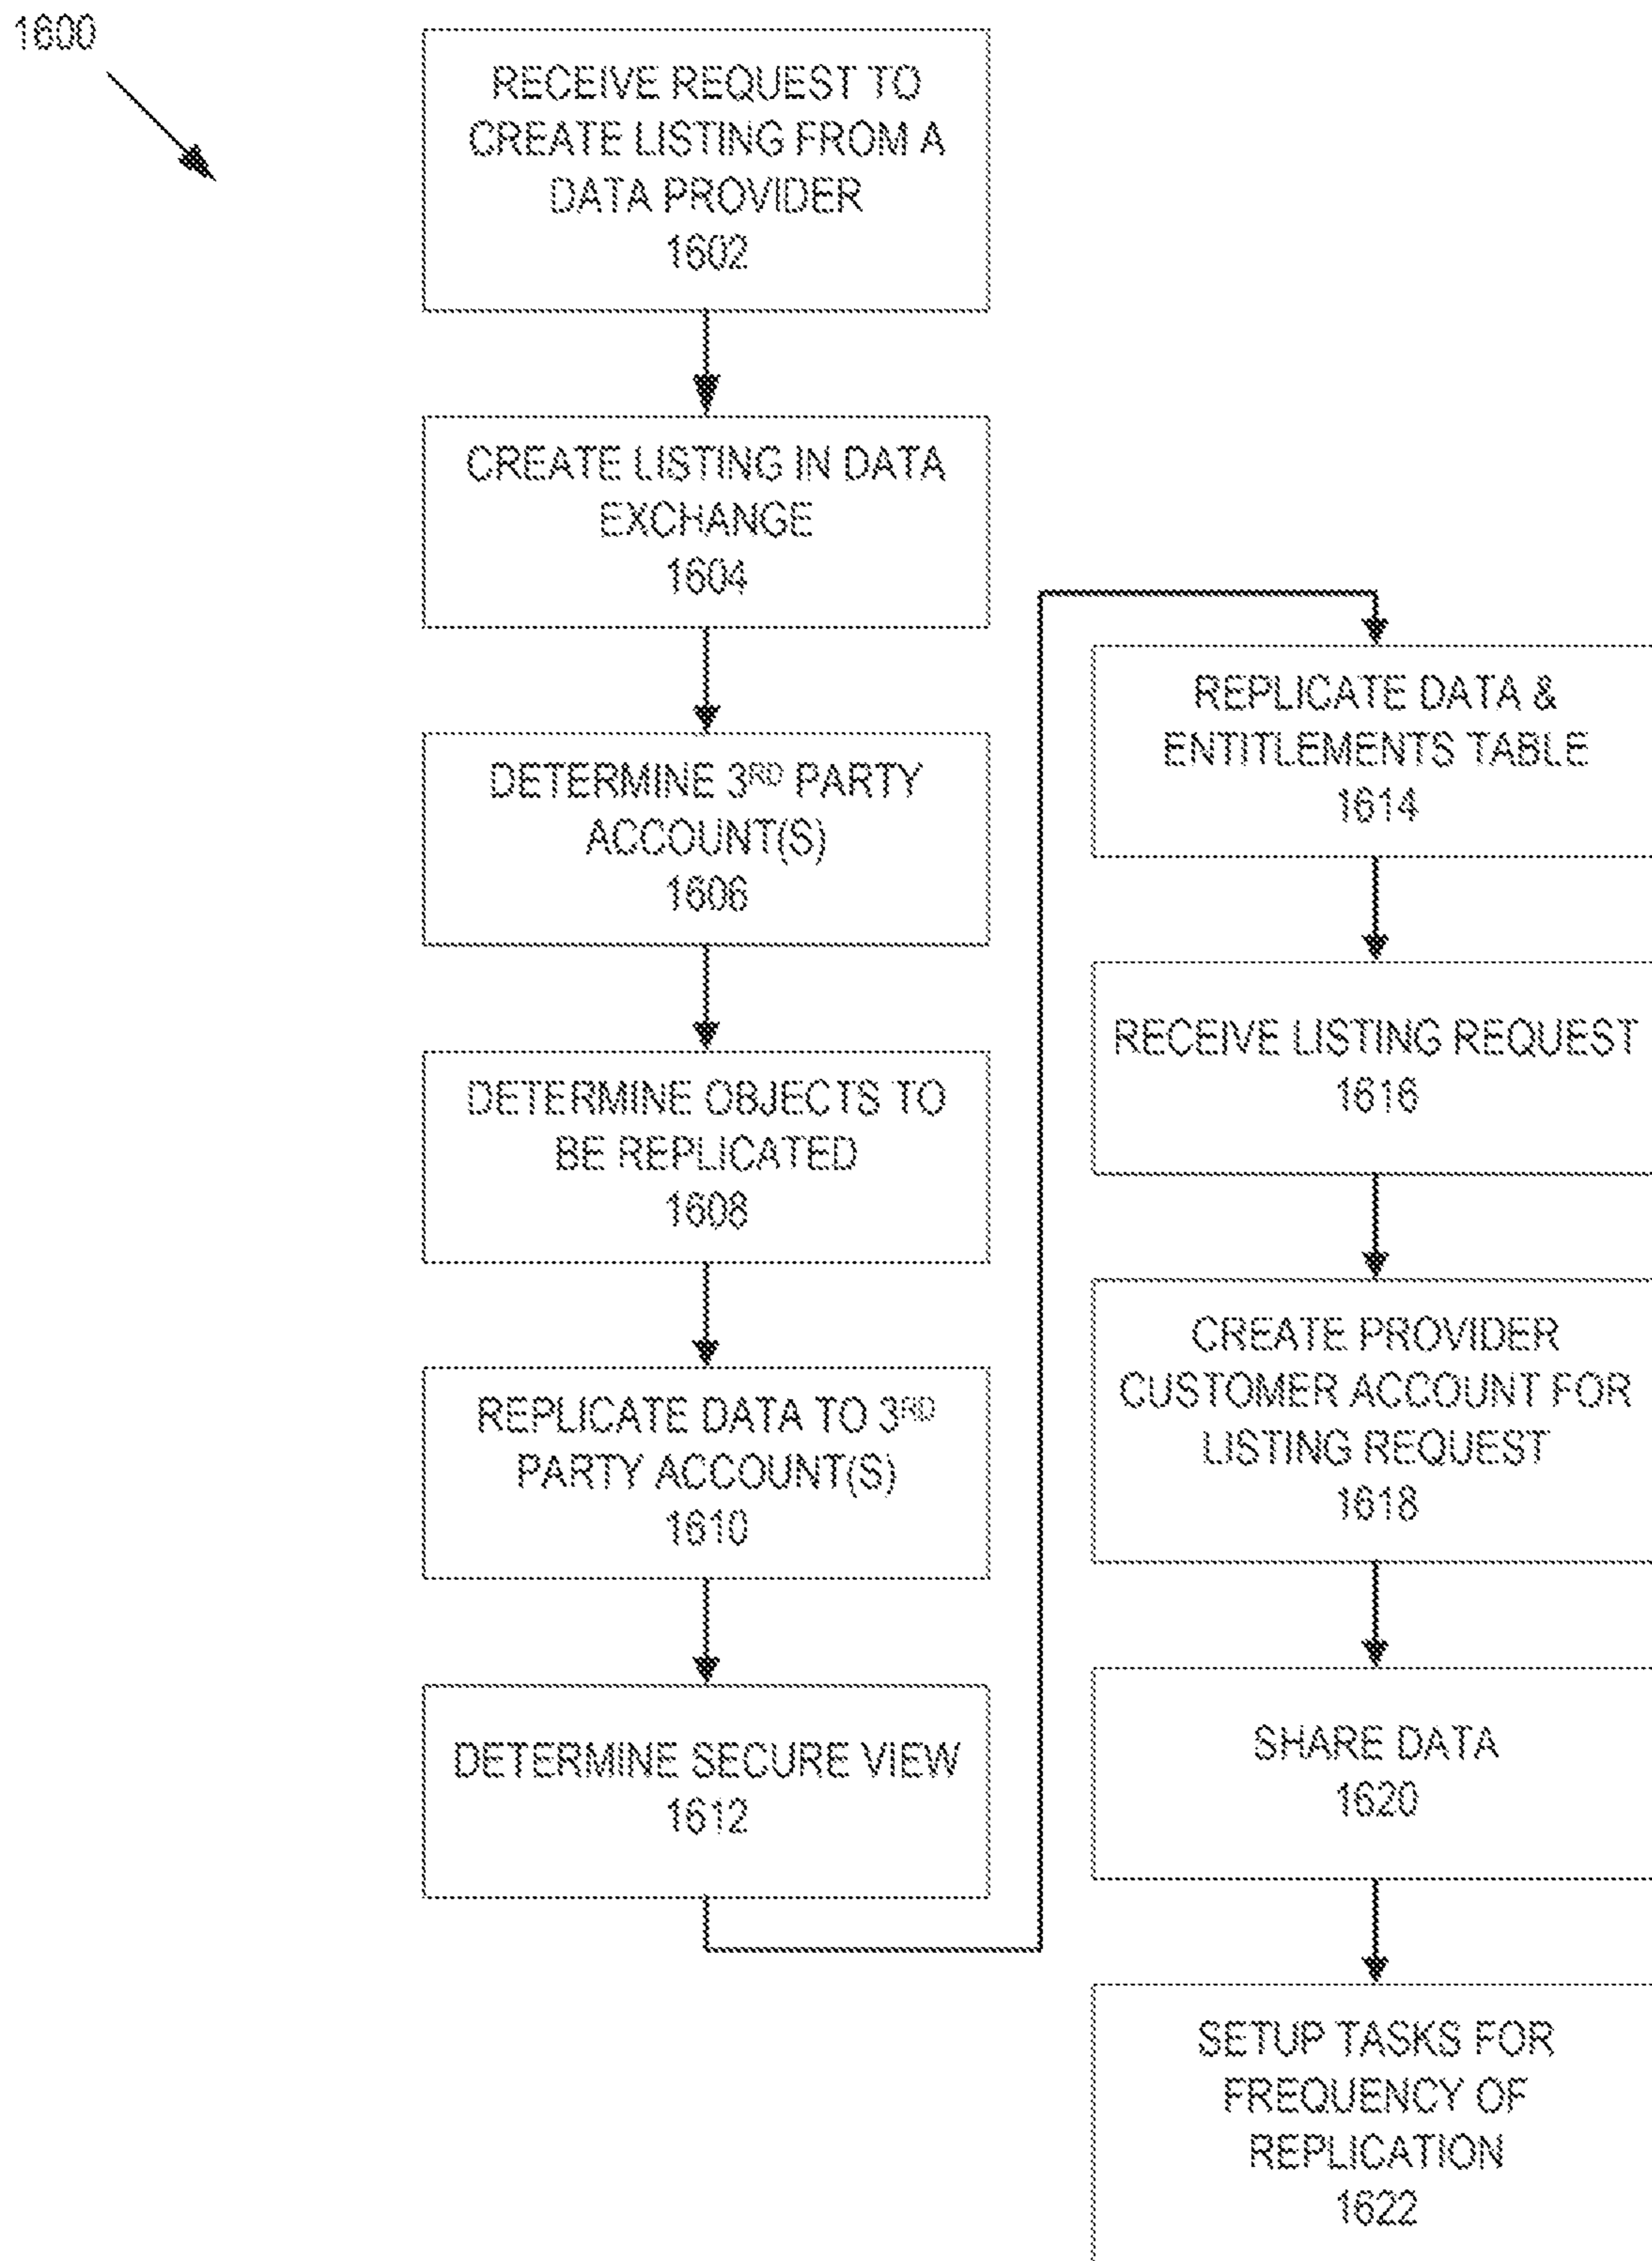 1600
RECEIVE REQUEST TO
CREATE LISTING FROM A
DATA PROVIDER
1602
CREATE LISTING IN DATA
EXCHANGE
1604
DETERMINE 3RD PARTY
ACCOUNT(S)
1606
DETERMINE OBJECTS TO
BE REPLICATED
1608
REPLICATE DATA TO 3RD
PARTY ACCOUNT(S)
1610
DETERMINE SECURE VIEW
1612
REPLICATE DATA &
ENTITLEMENTS TABLE
1614
RECEIVE LISTING REQUEST
1616
CREATE PROVIDER
CUSTOMER ACCOUNT FOR
LISTING REQUEST
1618
SHARE DATA
1620
SETUP TASKS FOR
FREQUENCY OF
REPLICATION
1622